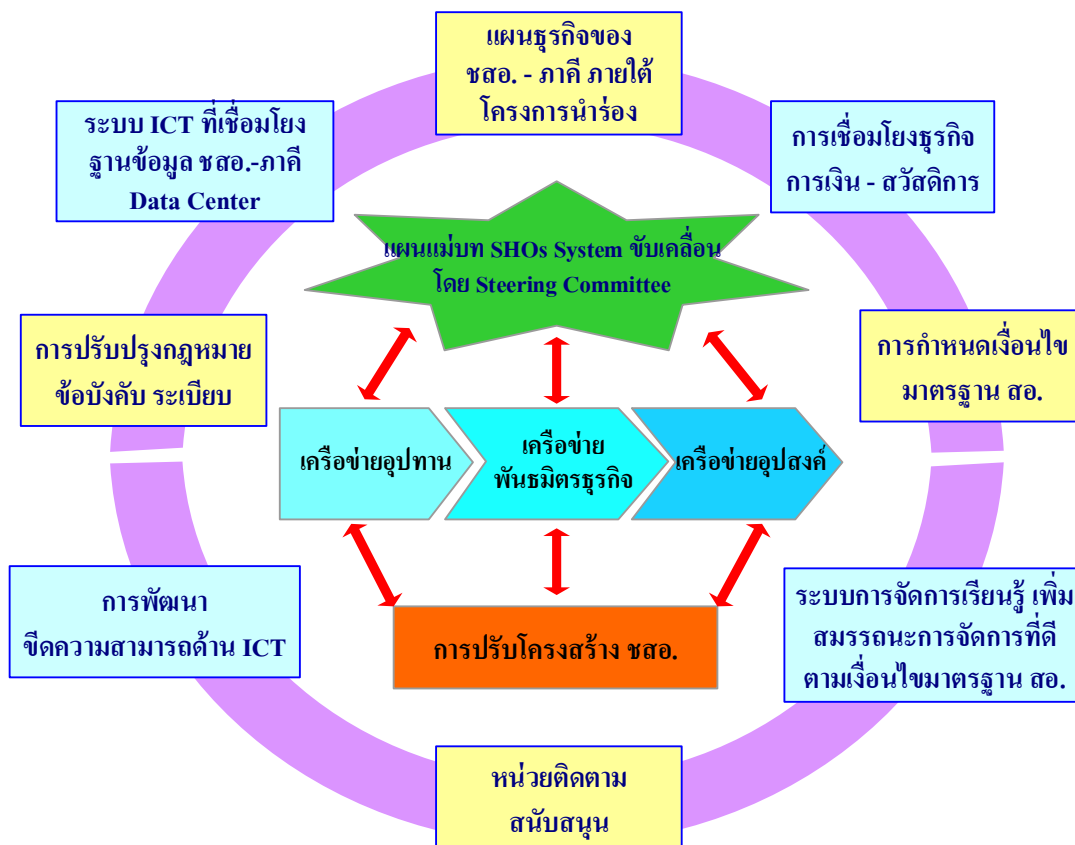 แผนธุรกิจของ
ชสอ. - ภาคี ภายใต้
โครงการนำร่อง
ระบบ ICT ที่เชื่อมโยง
ฐานข้อมูล ชสอ.-ภาคี
Data Center
การเชื่อมโยงธุรกิจ
การเงิน - สวัสดิการ
แผนแม่บท SHOs System ขับเคลื่อน
โดย Steering Committee
การปรับปรุงกฎหมาย
ข้อบังคับ ระเบียบ
การกำหนดเงื่อนไข
มาตรฐาน สอ.
เครือข่ายอุปทาน
เครือข่าย
พันธมิตรธุรกิจ
เครือข่ายอุปสงค์
การพัฒนา
ขีดความสามารถด้าน ICT
ระบบการจัดการเรียนรู้ เพิ่ม
สมรรถนะการจัดการที่ดี
ตามเงื่อนไขมาตรฐาน สอ.
การปรับโครงสร้าง ชสอ.
หน่วยติดตาม
สนับสนุน